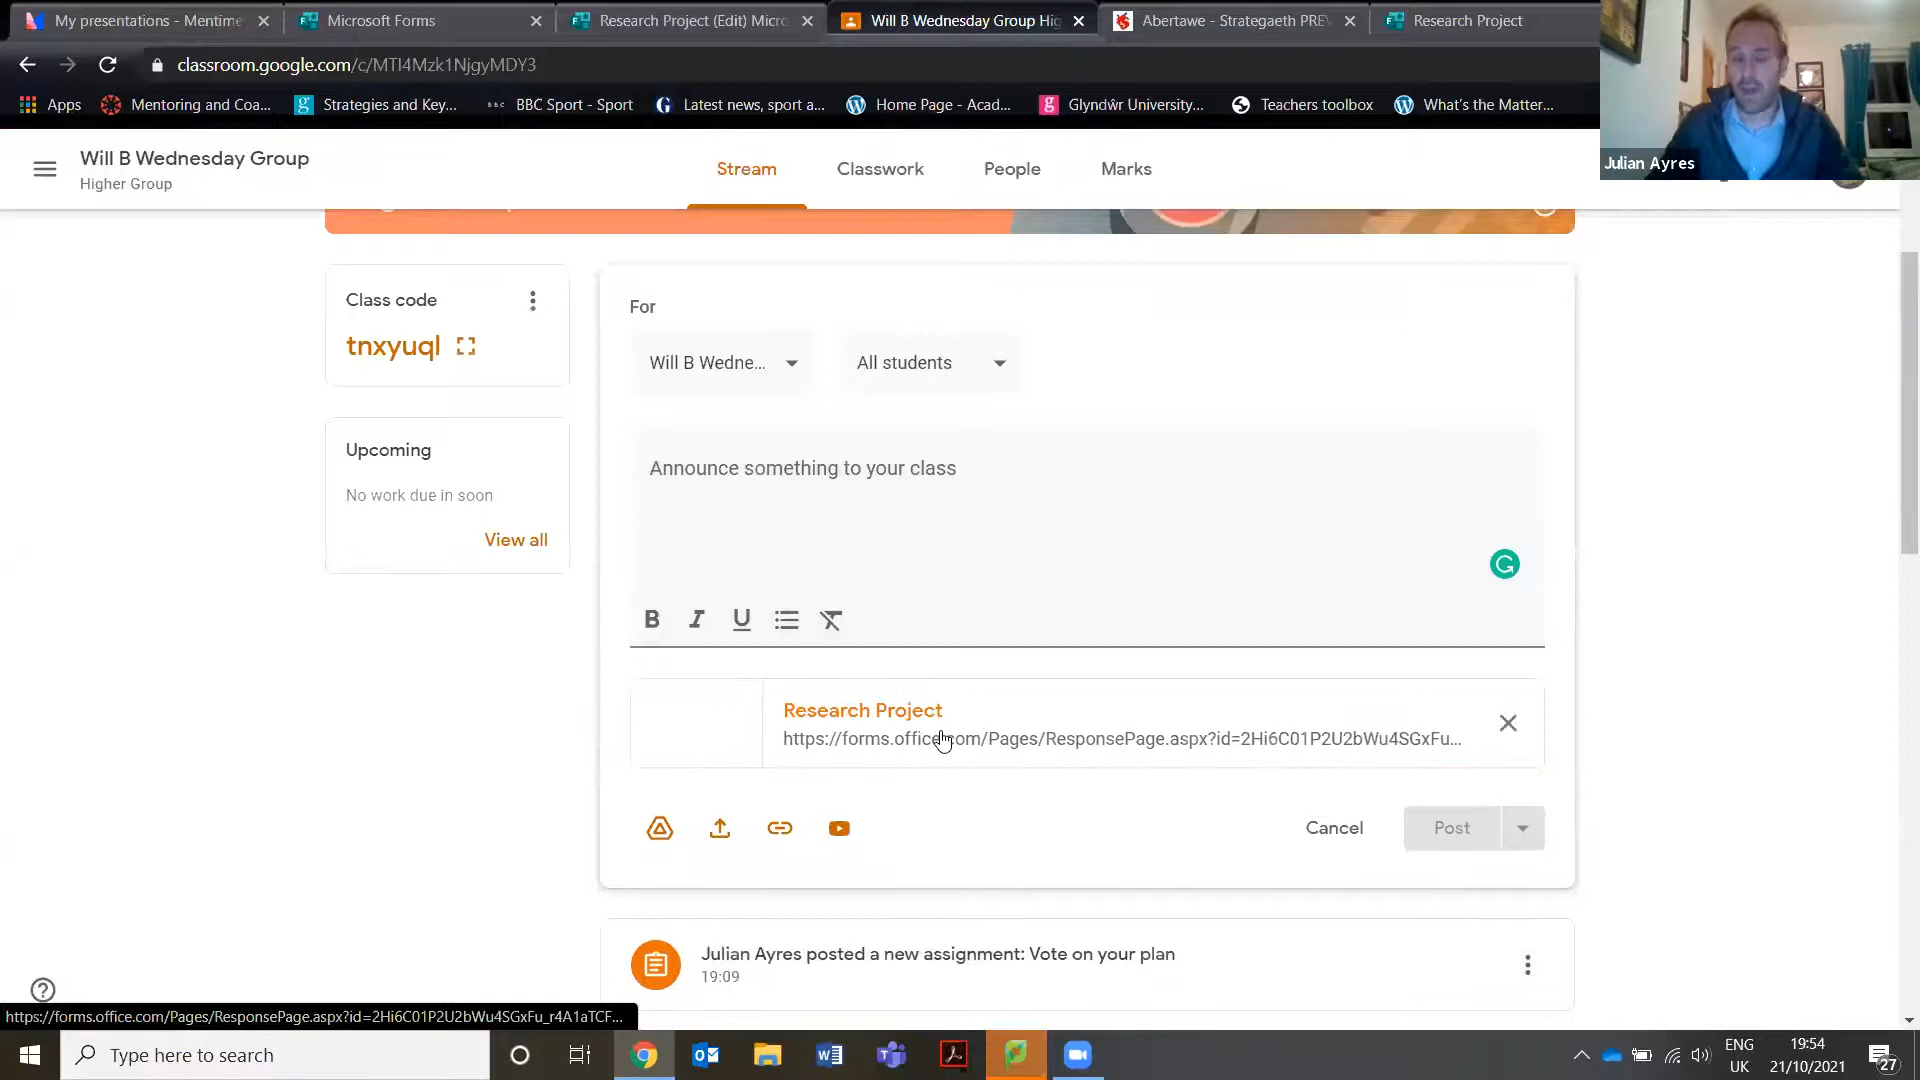 My presentations - Mentime
Microsoft Forms
Research Project (Edit) Micro
Will B Wednesday Group Hig
Abertawe - Strategaeth PREV
Research Project
classroom.google.com/c/MTI4Mzk1NjgyMDY3
Apps
Mentoring and Coa...
Strategies and Key...
BBC Sport - Sport
Latest news, sport a...
Home Page - Acad...
Glyndŵr University...
Teachers toolbox
What's the Matter...
Julian Ayres
Will B Wednesday Group
Higher Group
Stream
Classwork
People
Marks
Class code
tnxyuql
Upcoming
No work due in soon
View all
For
Will B Wedne...
All students
Announce something to your class
B I U
Research Project
https://forms.office.com/Pages/ResponsePage.aspx?id=2Hi6C01P2U2bWu4SGxFu...
Cancel
Post
Julian Ayres posted a new assignment: Vote on your plan
19:09
https://forms.office.com/Pages/ResponsePage.aspx?id=2Hi6C01P2U2bWu4SGxFu_r4A1aTCF...
Type here to search
ENG
UK
19:54
21/10/2021
27